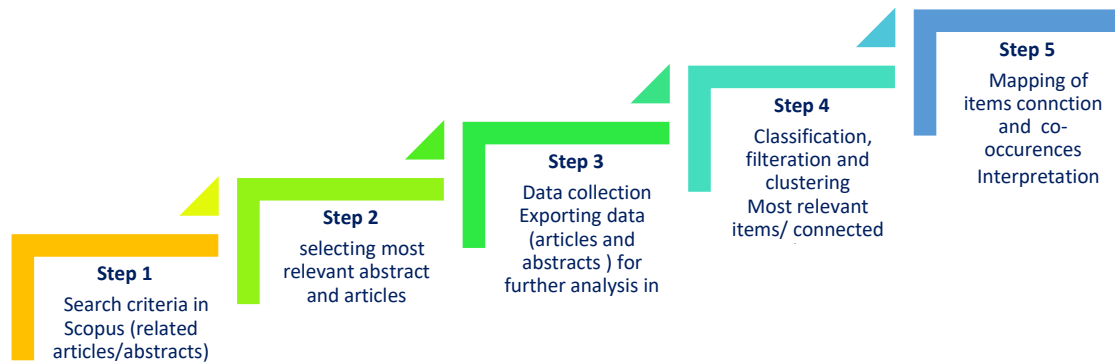 Step 1
Search criteria in
Scopus (related
articles/abstracts)
Step 2
selecting most
relevant abstract
and articles
Step 3
Data collection
Exporting data
(articles and
abstracts ) for
further analysis in
Step 4
Classification,
filteration and
clustering
Most relevant
items/ connected
Step 5
Mapping of
items connction
and co-
occurences
Interpretation